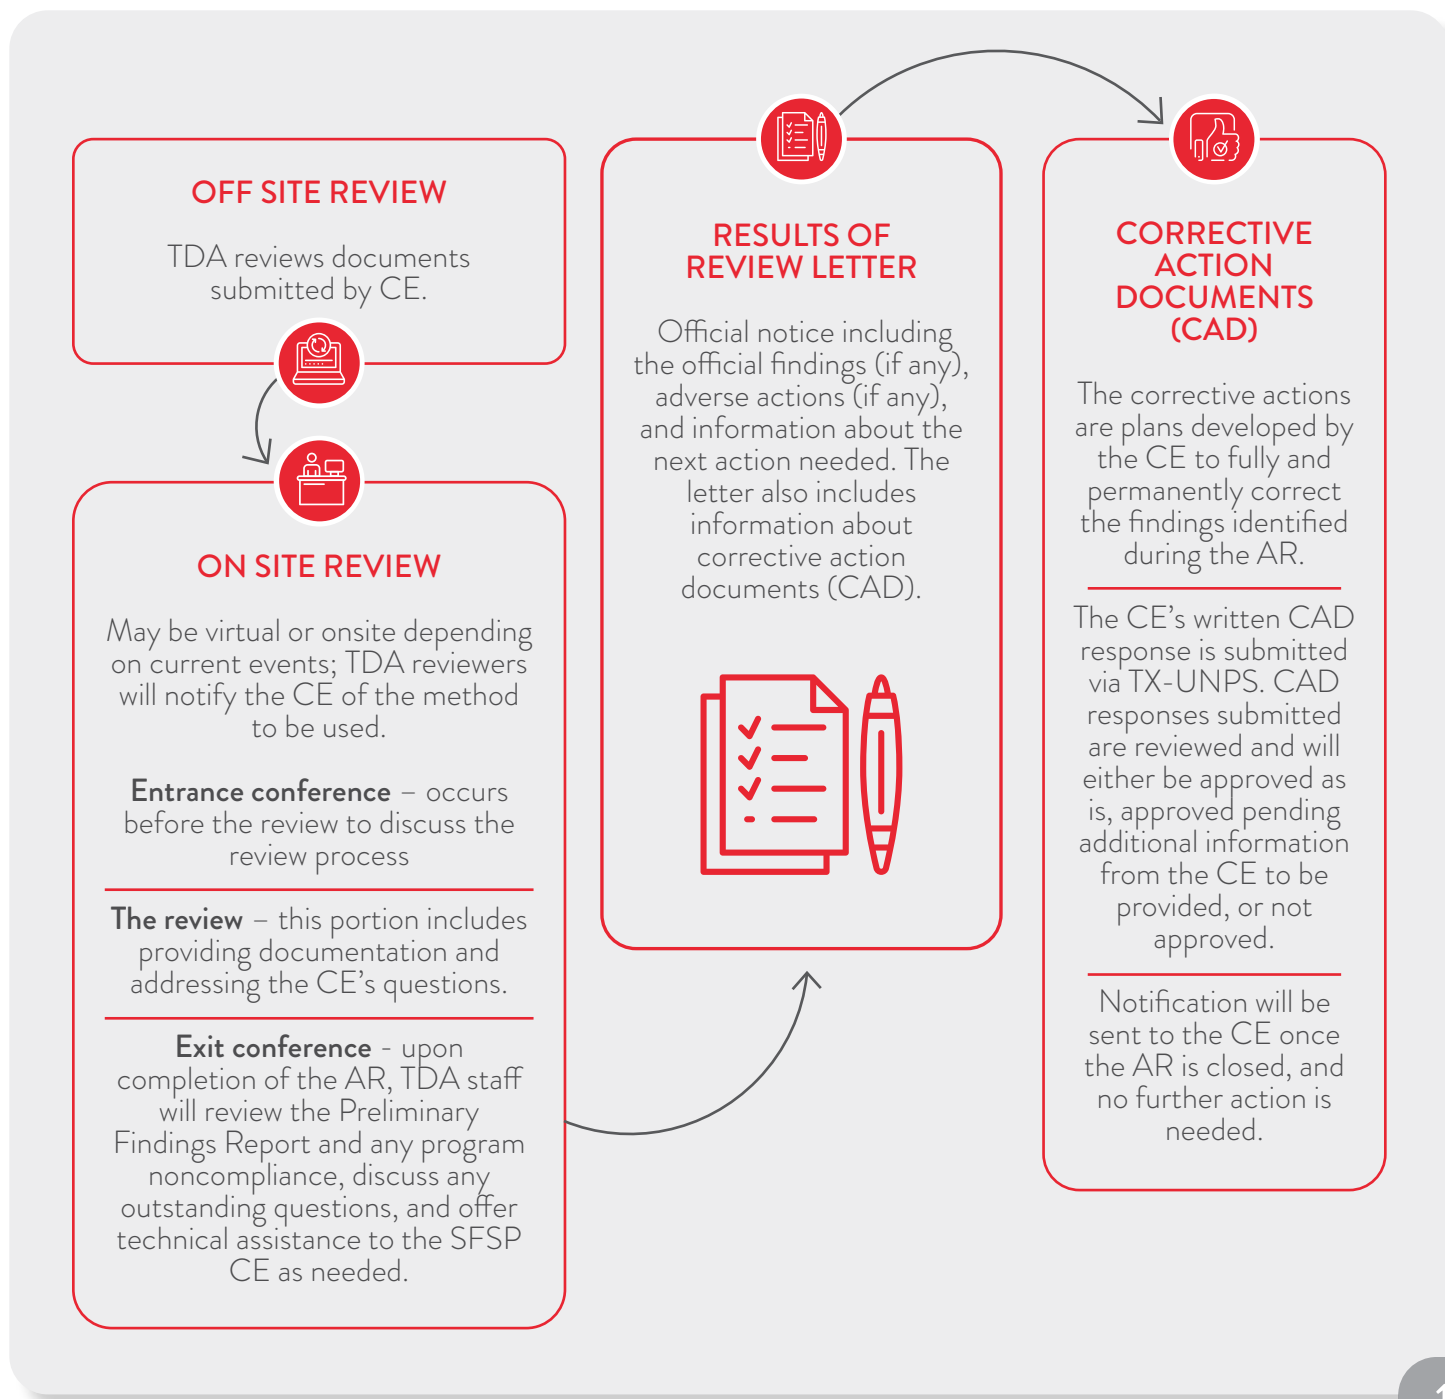 OFF SITE REVIEW
TDA reviews documents
submitted by CE.
ON SITE REVIEW
May be virtual or onsite depending
on current events; TDA reviewers
will notify the CE of the method
to be used.
Entrance conference – occurs
before the review to discuss the
review process
The review – this portion includes
providing documentation and
addressing the CE’s questions.
Exit conference - upon
completion of the AR, TDA staff
will review the Preliminary
Findings Report and any program
noncompliance, discuss any
outstanding questions, and offer
technical assistance to the SFSP
CE as needed.
RESULTS OF
REVIEW LETTER
Official notice including
the official findings (if any),
adverse actions (if any),
and information about the
next action needed. The
letter also includes
information about
corrective action
documents (CAD).
CORRECTIVE
ACTION
DOCUMENTS
(CAD)
The corrective actions
are plans developed by
the CE to fully and
permanently correct
the findings identified
during the AR.
The CE’s written CAD
response is submitted
via TX-UNPS. CAD
responses submitted
are reviewed and will
either be approved as
is, approved pending
additional information
from the CE to be
provided, or not
approved.
Notification will be
sent to the CE once
the AR is closed, and
no further action is
needed.